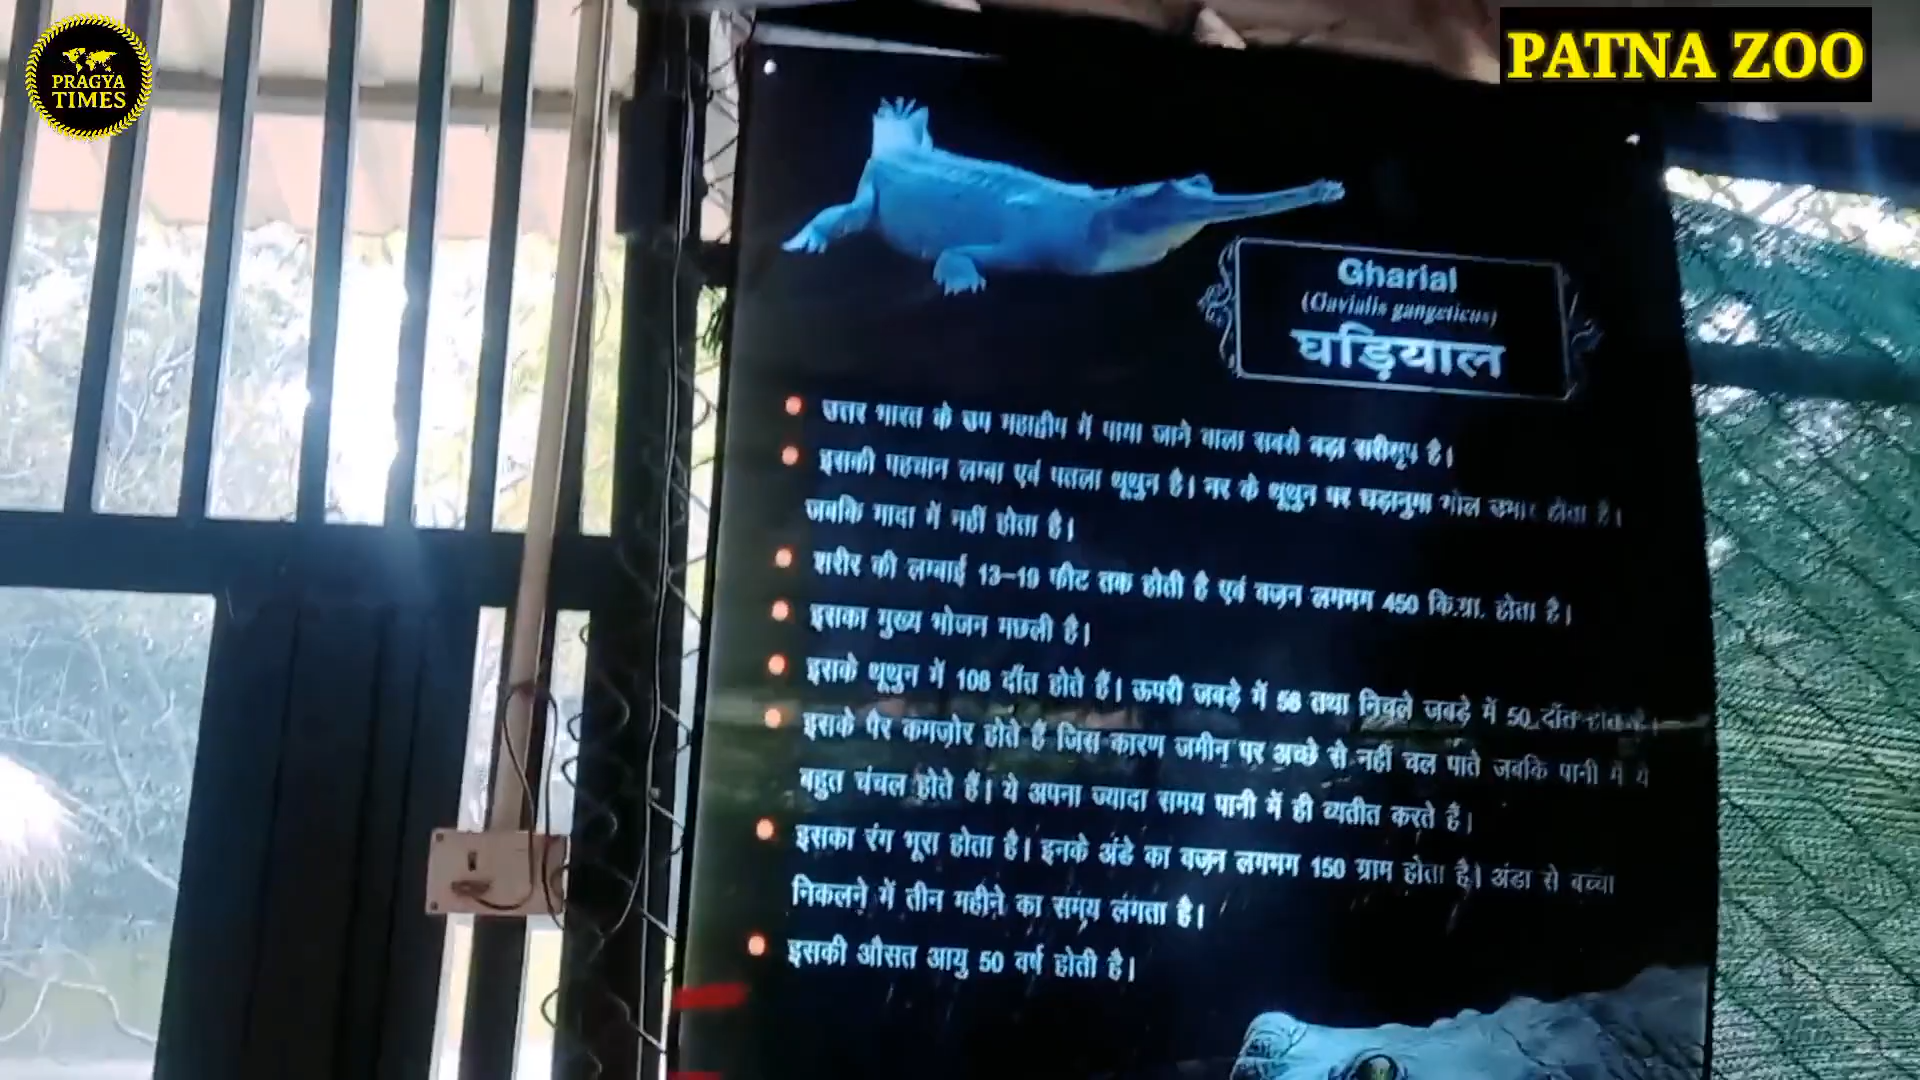 PRAGYA
TIMES
PATNA ZOO
Gharial
(Gavialis gangeticus)
घड़ियाल
उत्तर भारत के उप महाद्वीप में पाया जाने वाला सबसे बड़ा सरीसृप है।
इसकी पहचान लम्बा एवं पतला थूथुन है। नर के थूथुन पर घड़ानुमा गोल उभार होता है।
जबकि मादा में नहीं होता है।
शरीर की लम्बाई 13-19 फीट तक होती है एवं वज़न लगभग 450 कि.ग्रा. होता है।
इसका मुख्य भोजन मछली है।
इसके थूथुन में 108 दाँत होते हैं। ऊपरी जबड़े में 58 तथा निचले जबड़े में 50 दाँत होते है।
इसके पैर कमज़ोर होते हैं जिस कारण जमीन पर अच्छे से नहीं चल पाते जबकि पानी में ये
बहुत चंचल होते हैं। ये अपना ज्यादा समय पानी में ही व्यतीत करते है।
इसका रंग भूरा होता है। इनके अंडे का वज़न लगभग 150 ग्राम होता है। अंडा से बच्चा
निकलने में तीन महीने का समय लगता है।
इसकी औसत आयु 50 वर्ष होती है।